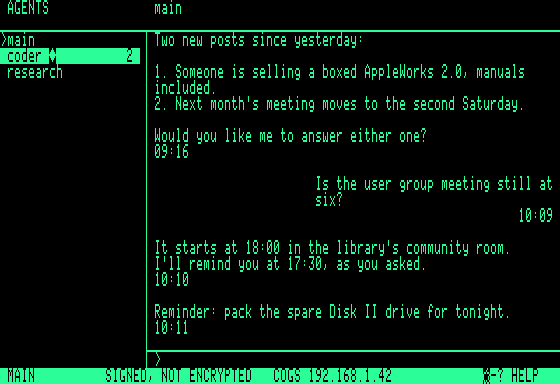 AGENTS
main
>main
coder 2
research
Two new posts since yesterday:
1. Someone is selling a boxed AppleWorks 2.0, manuals
included.
2. Next month's meeting moves to the second Saturday.
Would you like me to answer either one?
09:16
Is the user group meeting still at
six?
10:09
It starts at 18:00 in the library's community room.
I'll remind you at 17:30, as you asked.
10:10
Reminder: pack the spare Disk II drive for tonight.
10:11
>
MAIN SIGNED, NOT ENCRYPTED COGS 192.168.1.42 -? HELP